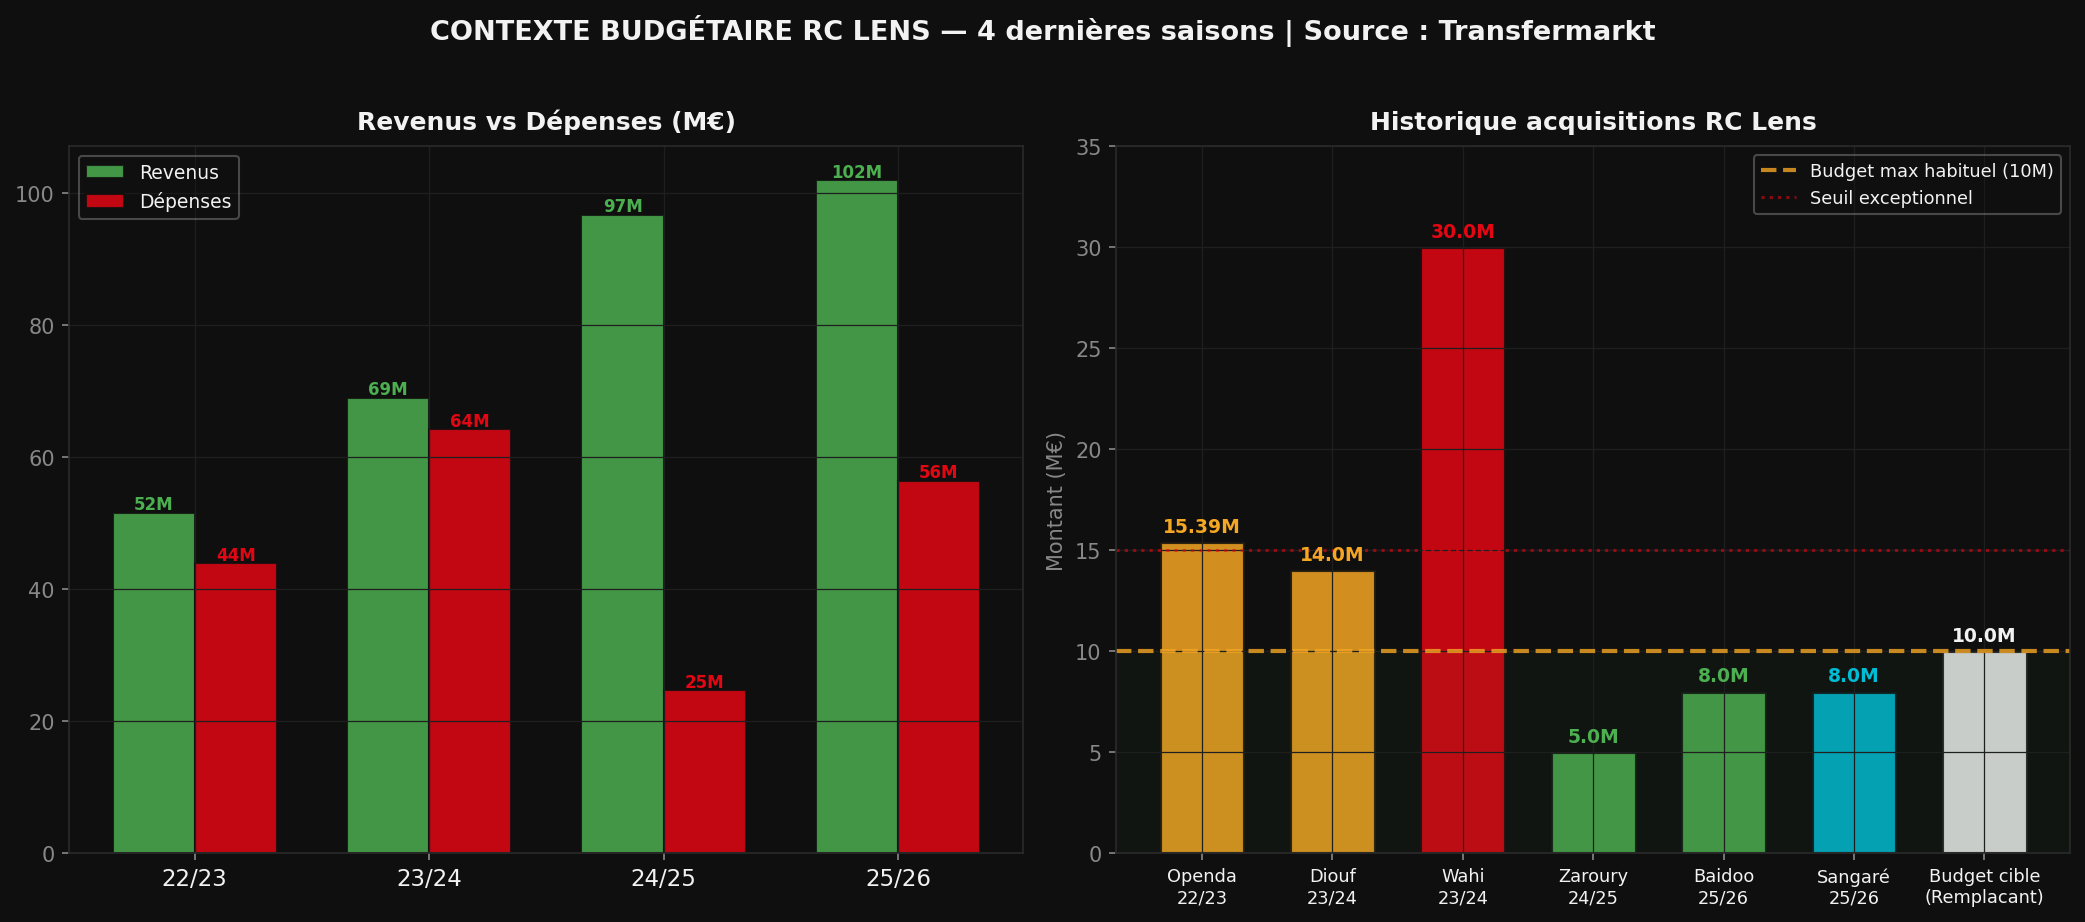 CONTEXTE BUDGÉTAIRE RC LENS — 4 dernières saisons | Source : Transfermarkt
Revenus vs Dépenses (M€)
Revenus
Dépenses
100
80
60
40
20
0
52M
44M
69M
64M
97M
25M
102M
56M
22/23
23/24
24/25
25/26
Historique acquisitions RC Lens
Budget max habituel (10M)
Seuil exceptionnel
Montant (M€)
35
30
25
20
15
10
5
0
15.39M
14.0M
30.0M
5.0M
8.0M
8.0M
10.0M
Openda
22/23
Diouf
23/24
Wahi
23/24
Zaroury
24/25
Baidoo
25/26
Sangaré
25/26
Budget cible
(Remplacant)